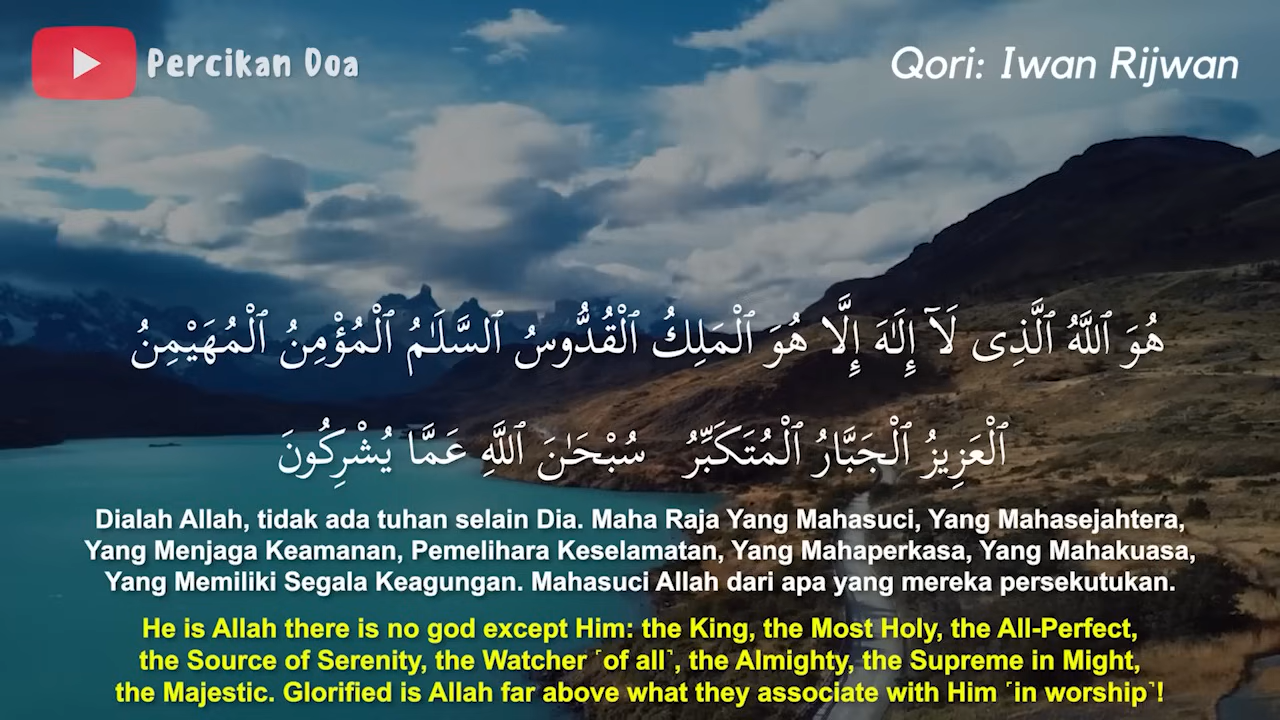 Percikan Doa
Qori: Iwan Rijwan
هُوَ ٱللَّهُ ٱلَّذِى لَآ إِلَـٰهَ إِلَّا هُوَ ٱلْمَلِكُ ٱلْقُدُّوسُ ٱلسَّلَـٰمُ ٱلْمُؤْمِنُ ٱلْمُهَيْمِنُ
ٱلْعَزِيزُ ٱلْجَبَّارُ ٱلْمُتَكَبِّرُ سُبْحَـٰنَ ٱللَّهِ عَمَّا يُشْرِكُونَ
Dialah Allah, tidak ada tuhan selain Dia. Maha Raja Yang Mahasuci, Yang Mahasejahtera,
Yang Menjaga Keamanan, Pemelihara Keselamatan, Yang Mahaperkasa, Yang Mahakuasa,
Yang Memiliki Segala Keagungan. Mahasuci Allah dari apa yang mereka persekutukan.
He is Allah there is no god except Him: the King, the Most Holy, the All-Perfect,
the Source of Serenity, the Watcher ˹of all˺, the Almighty, the Supreme in Might,
the Majestic. Glorified is Allah far above what they associate with Him ˹in worship˺!